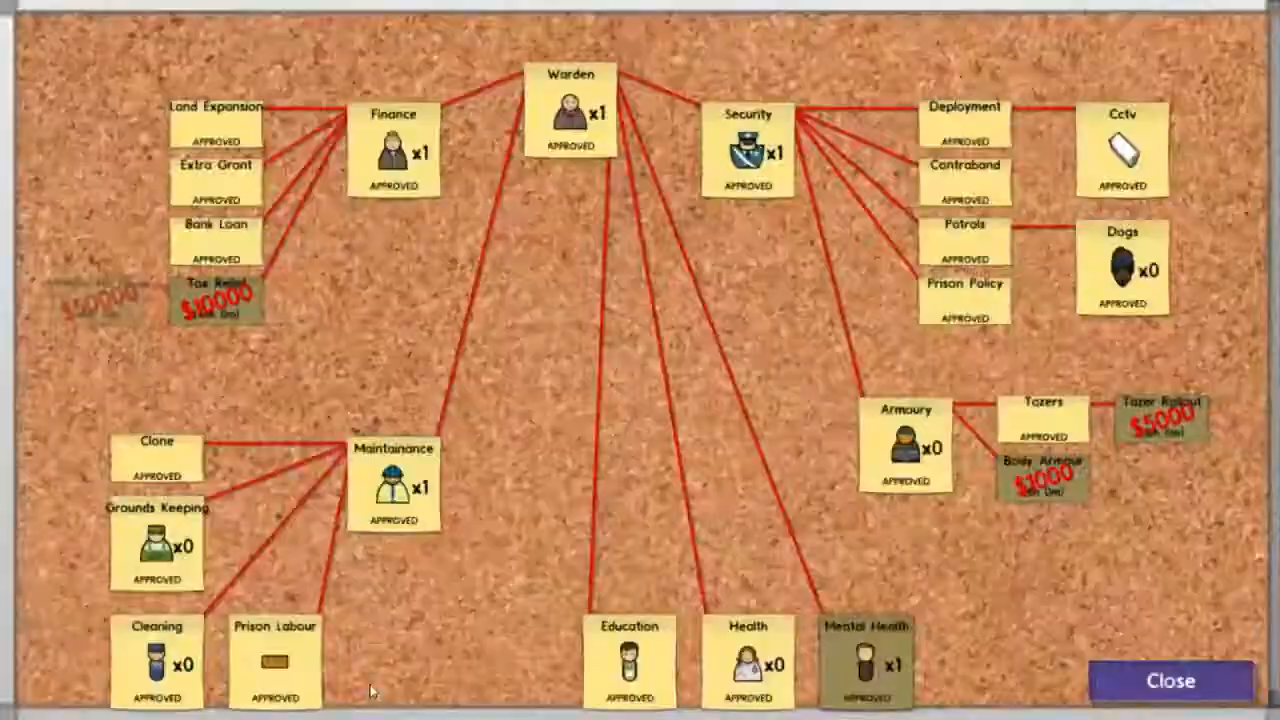 Warden
x1
APPROVED
Land Expansion
APPROVED
Extra Grant
APPROVED
Bank Loan
APPROVED
Tax Relief
$10000
$50000
Finance
x1
APPROVED
Security
x1
APPROVED
Deployment
APPROVED
Contraband
APPROVED
Patrols
APPROVED
Prison Policy
APPROVED
Cctv
APPROVED
Dogs
x0
APPROVED
Armoury
x0
APPROVED
Tazers
APPROVED
Tazer Rollout
$5000
Body Armour
$1000
Clone
APPROVED
Grounds Keeping
x0
APPROVED
Maintainance
x1
APPROVED
Cleaning
x0
APPROVED
Prison Labour
APPROVED
Education
APPROVED
Health
x0
APPROVED
Mental Health
x1
APPROVED
Close